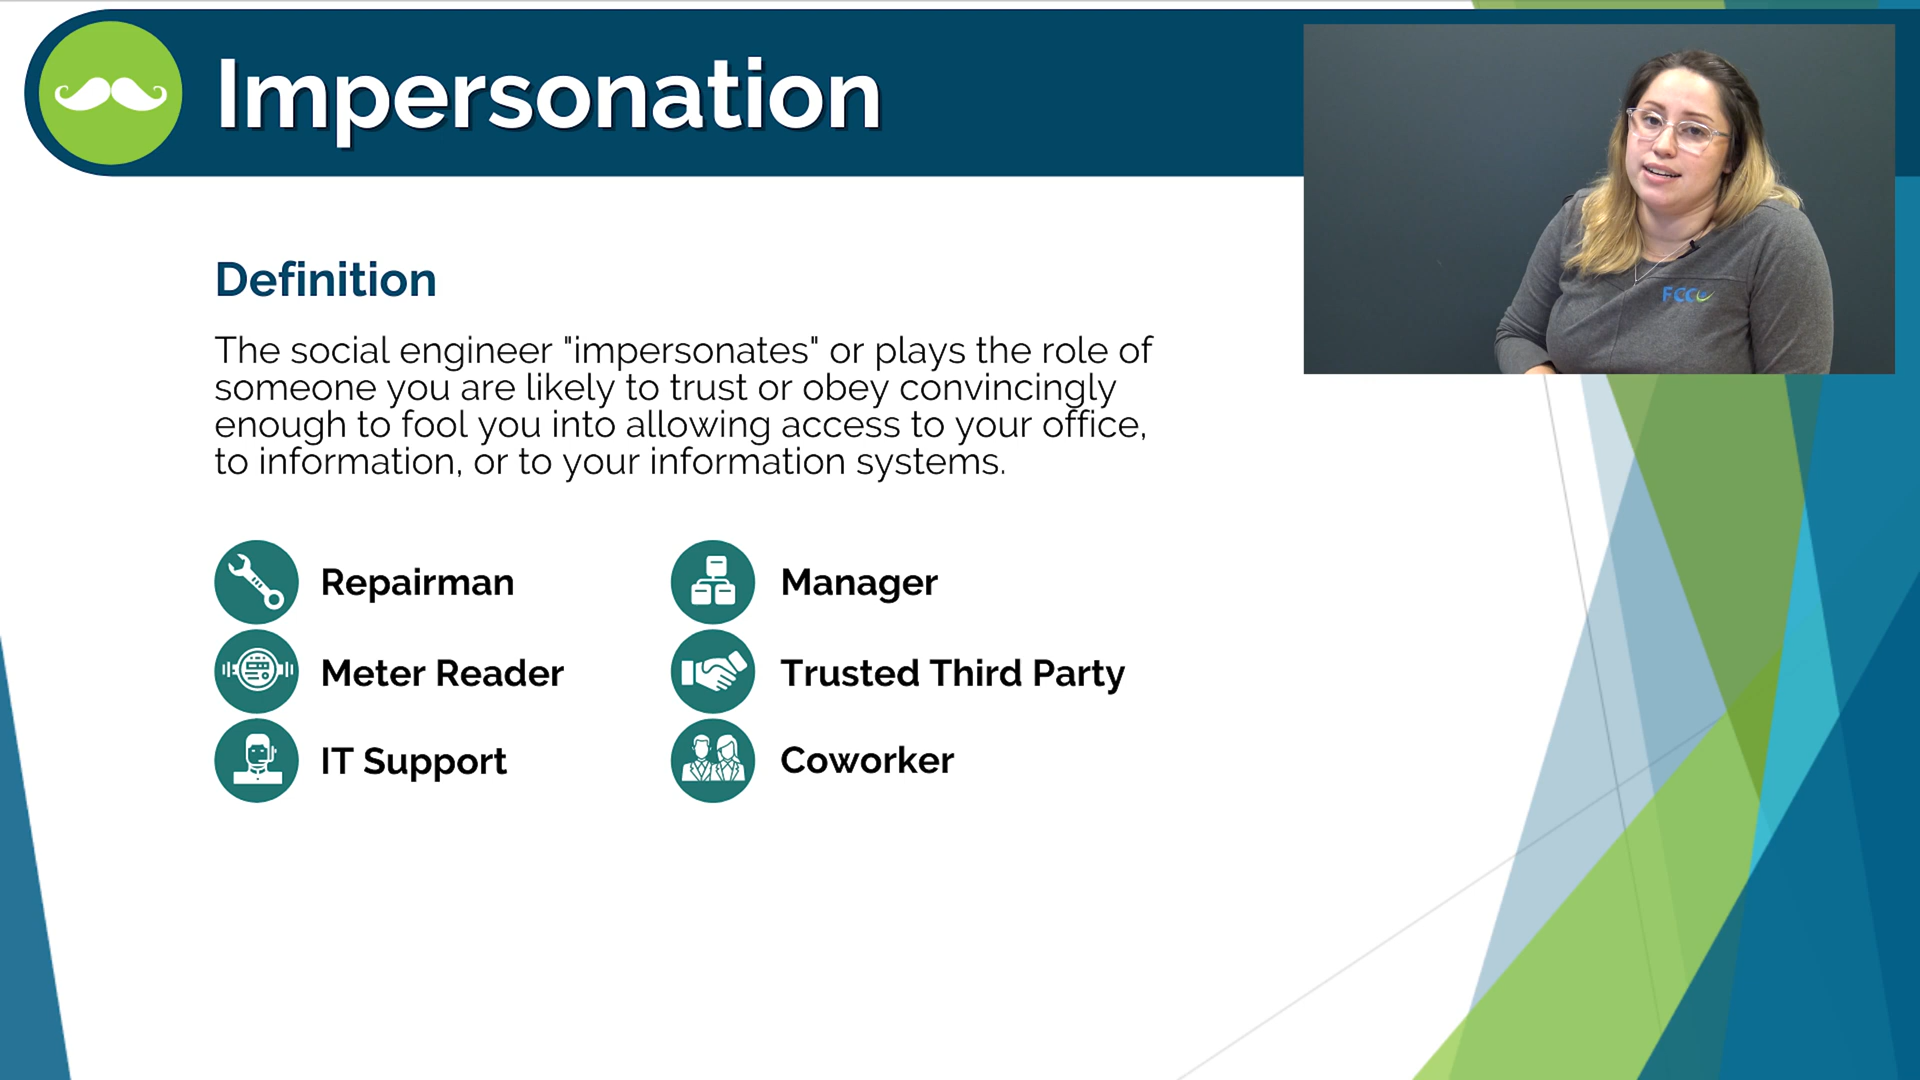 Impersonation
Definition
The social engineer "impersonates" or plays the role of
someone you are likely to trust or obey convincingly
enough to fool you into allowing access to your office,
to information, or to your information systems.
Repairman
Manager
Meter Reader
Trusted Third Party
IT Support
Coworker
FCC